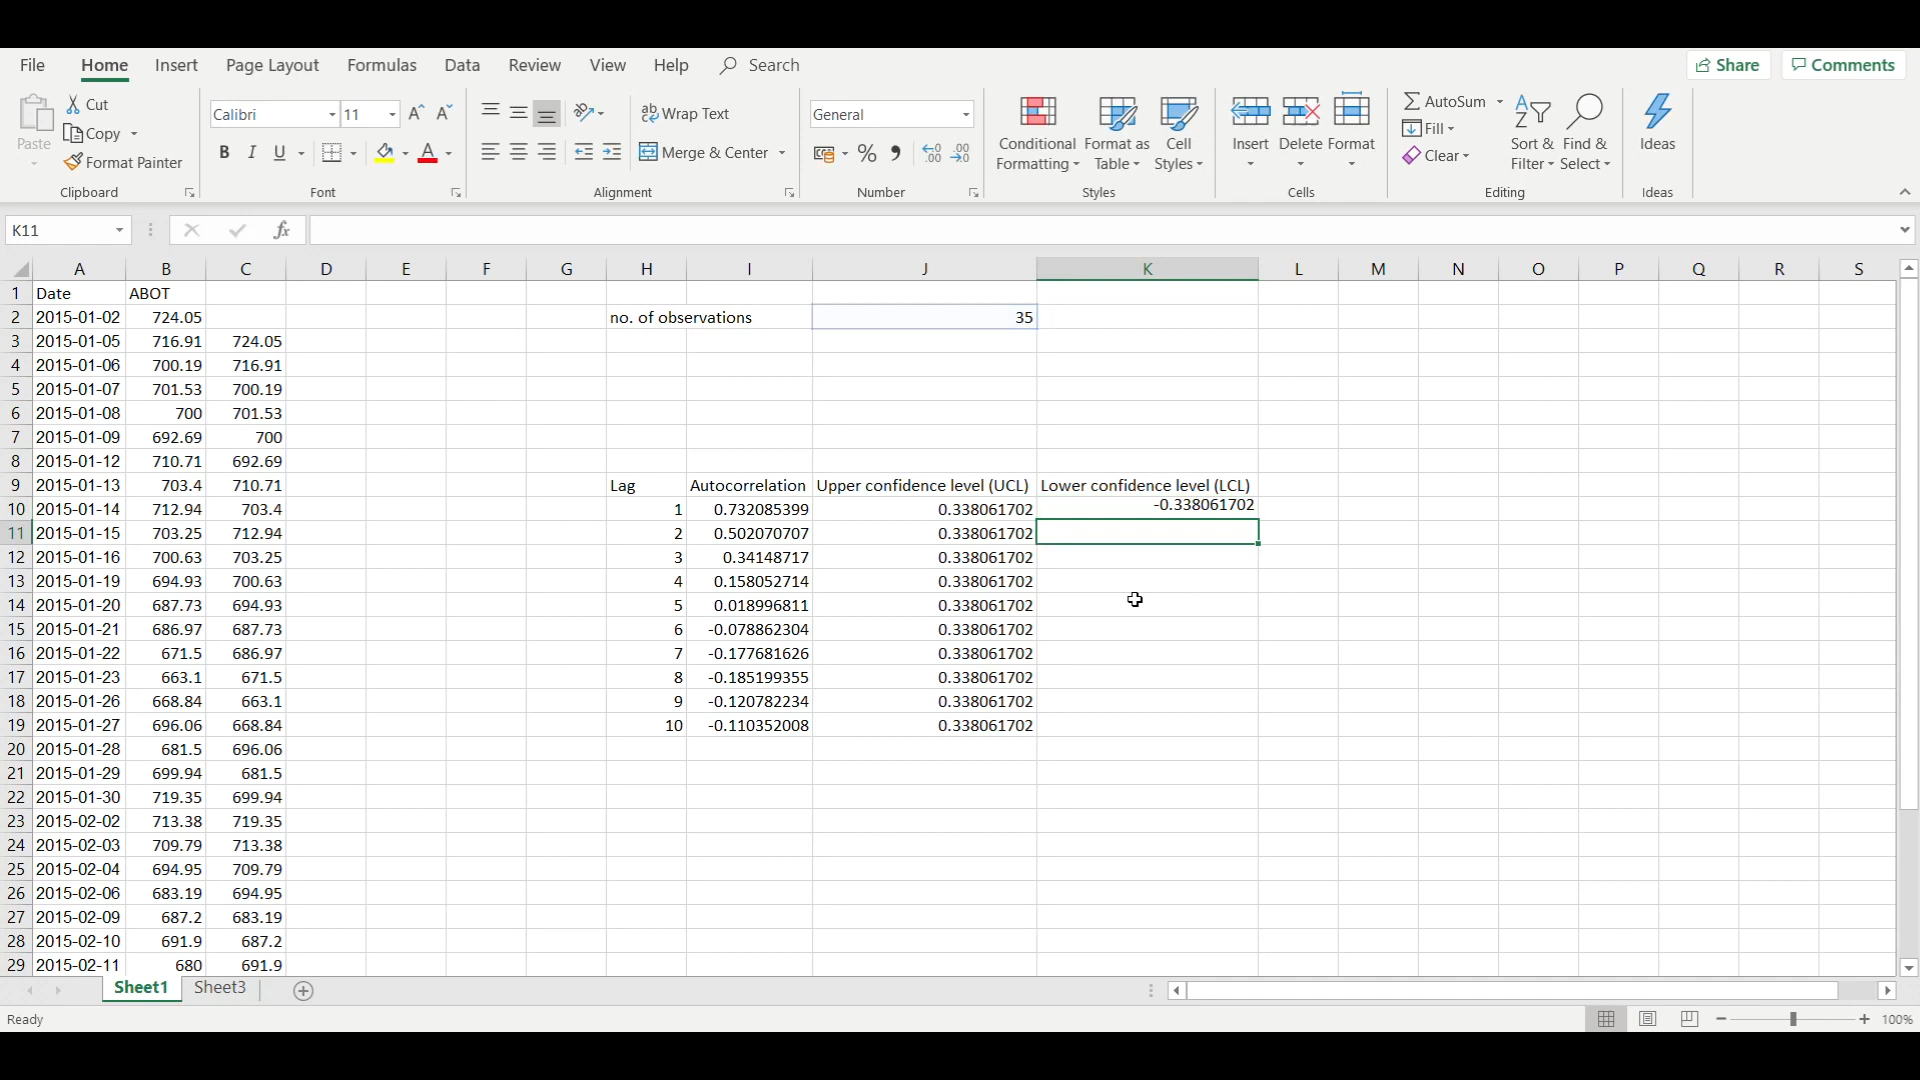 File Home Insert Page Layout Formulas Data Review View Help Search Share Comments
Paste Cut Copy Format Painter Clipboard
Calibri 11 B I U A Font
ab Wrap Text Merge & Center Alignment
General % Number
Conditional Formatting Format as Table Cell Styles Styles
Insert Delete Format Cells
AutoSum Fill Clear Sort & Filter Find & Select Editing
Ideas Ideas
K11 fx
A B C D E F G H I J K L M N O P Q R S
1 Date ABOT
2 2015-01-02 724.05 no. of observations 35
3 2015-01-05 716.91 724.05
4 2015-01-06 700.19 716.91
5 2015-01-07 701.53 700.19
6 2015-01-08 700 701.53
7 2015-01-09 692.69 700
8 2015-01-12 710.71 692.69
9 2015-01-13 703.4 710.71 Lag Autocorrelation Upper confidence level (UCL) Lower confidence level (LCL)
10 2015-01-14 712.94 703.4 1 0.732085399 0.338061702 -0.338061702
11 2015-01-15 703.25 712.94 2 0.502070707 0.338061702
12 2015-01-16 700.63 703.25 3 0.34148717 0.338061702
13 2015-01-19 694.93 700.63 4 0.158052714 0.338061702
14 2015-01-20 687.73 694.93 5 0.018996811 0.338061702
15 2015-01-21 686.97 687.73 6 -0.078862304 0.338061702
16 2015-01-22 671.5 686.97 7 -0.177681626 0.338061702
17 2015-01-23 663.1 671.5 8 -0.185199355 0.338061702
18 2015-01-26 668.84 663.1 9 -0.120782234 0.338061702
19 2015-01-27 696.06 668.84 10 -0.110352008 0.338061702
20 2015-01-28 681.5 696.06
21 2015-01-29 699.94 681.5
22 2015-01-30 719.35 699.94
23 2015-02-02 713.38 719.35
24 2015-02-03 709.79 713.38
25 2015-02-04 694.95 709.79
26 2015-02-06 683.19 694.95
27 2015-02-09 687.2 683.19
28 2015-02-10 691.9 687.2
29 2015-02-11 680 691.9
Sheet1 Sheet3
Ready 100%